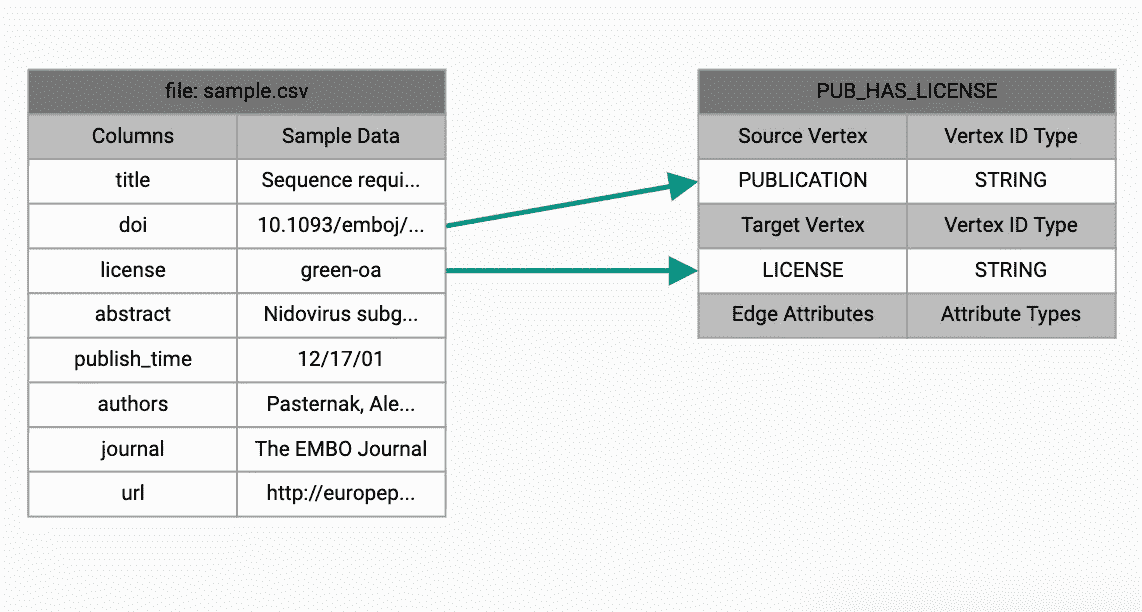 file: sample.csv
Columns Sample Data
title Sequence requi...
doi 10.1093/emboj/...
license green-oa
abstract Nidovirus subg...
publish_time 12/17/01
authors Pasternak, Ale...
journal The EMBO Journal
url http://europep...
PUB_HAS_LICENSE
Source Vertex Vertex ID Type
PUBLICATION STRING
Target Vertex Vertex ID Type
LICENSE STRING
Edge Attributes Attribute Types